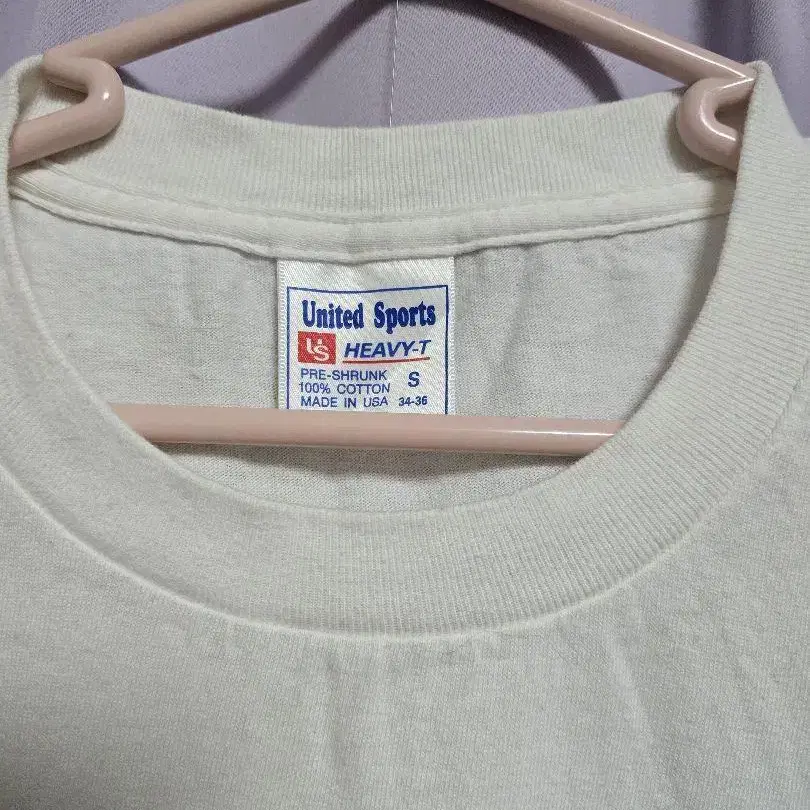 United Sports
US HEAVY-T
PRE-SHRUNK
100% COTTON S
MADE IN USA 34-36